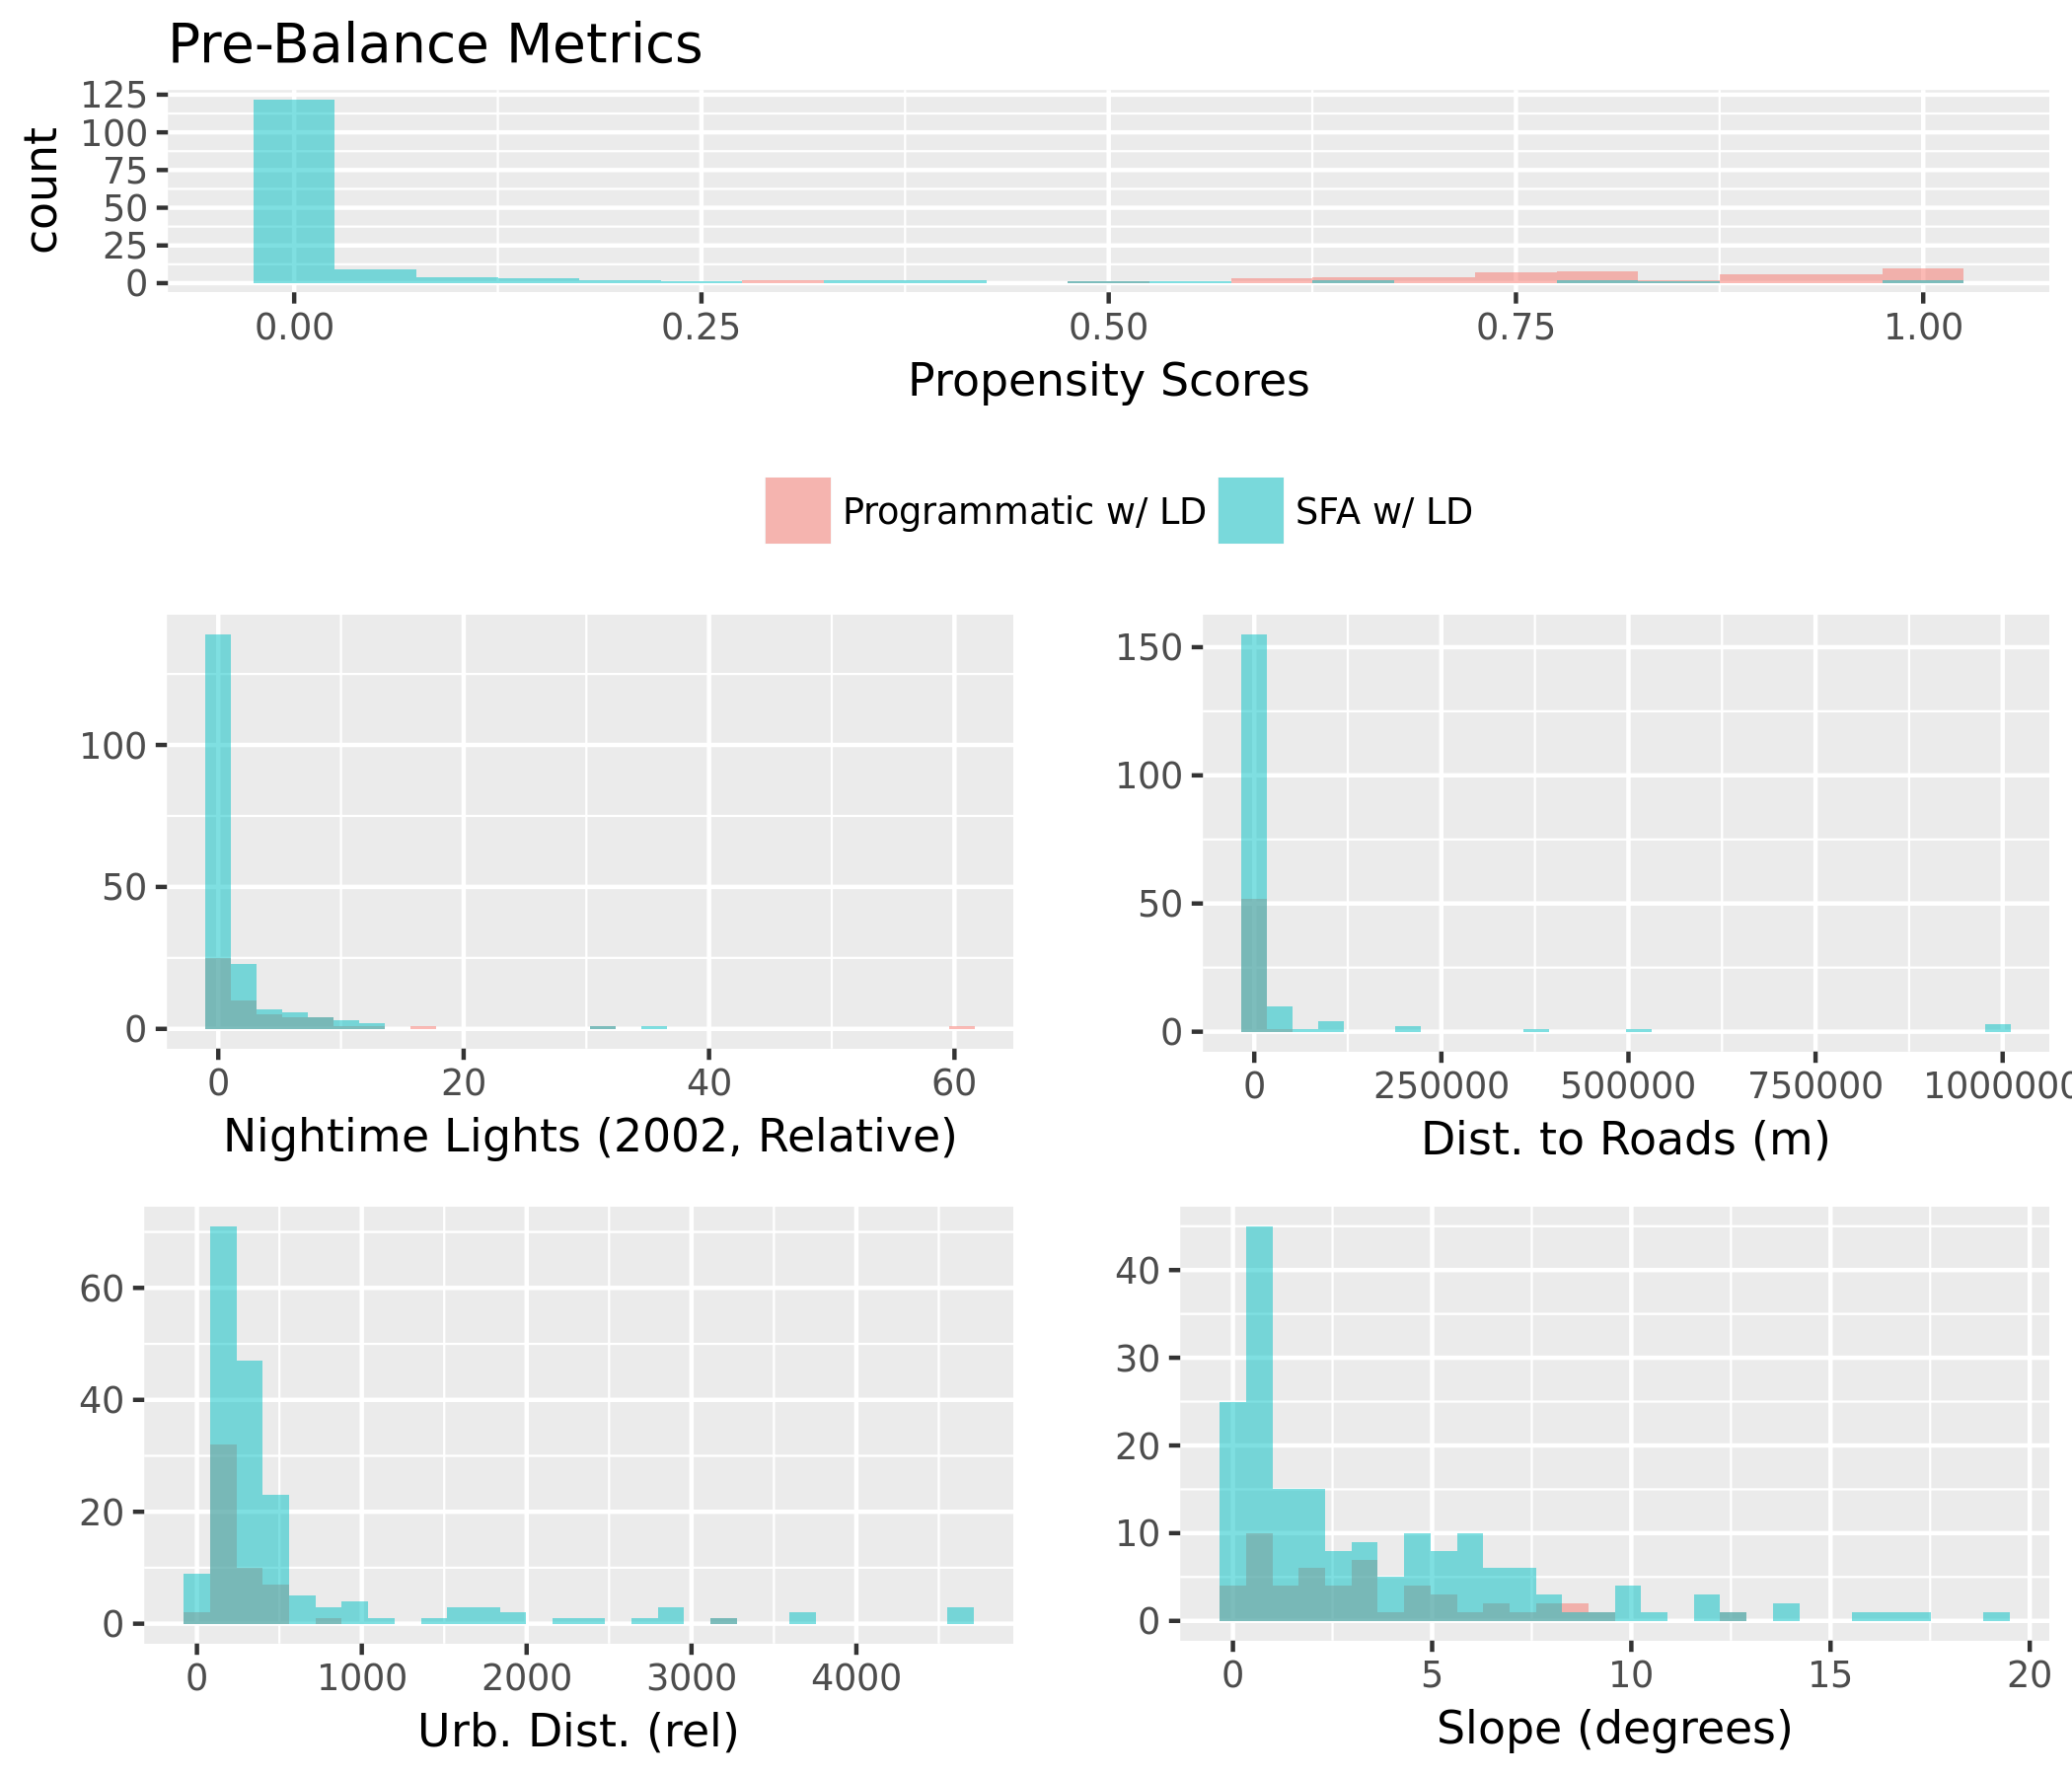 Pre-Balance Metrics
count
125
100
75
50
25
0
0.00 0.25 0.50 0.75 1.00
Propensity Scores
Programmatic w/ LD SFA w/ LD
100
50
0
0 20 40 60
Nightime Lights (2002, Relative)
150
100
50
0
0 250000 500000 750000 1000000
Dist. to Roads (m)
60
40
20
0
0 1000 2000 3000 4000
Urb. Dist. (rel)
40
30
20
10
0
0 5 10 15 20
Slope (degrees)